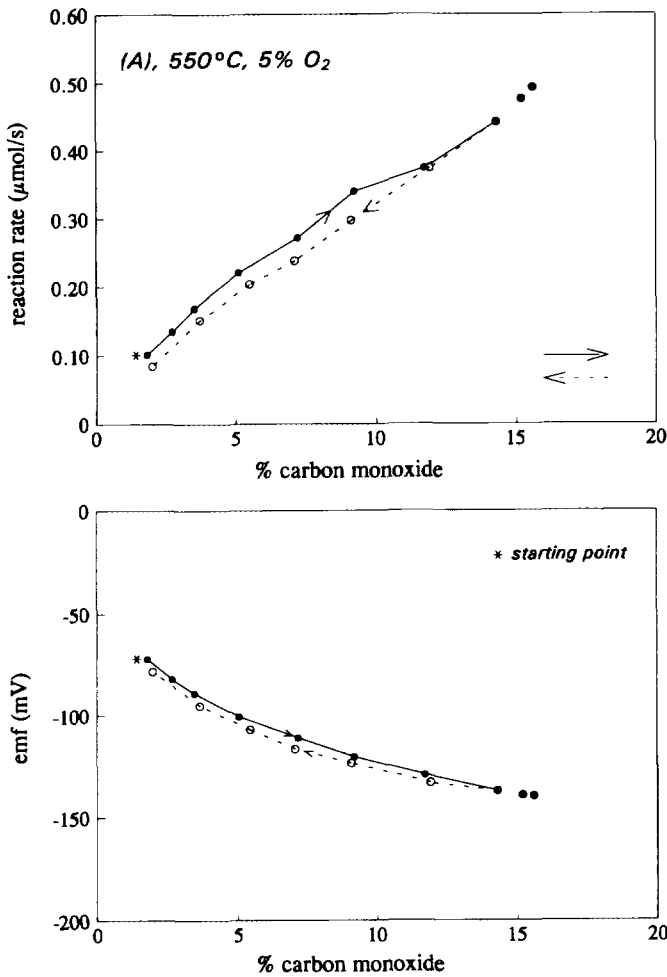 0.60
(A), 550°C, 5% O₂
0.50
0.40
0.30
0.20
0.10
0
reaction rate (μmol/s)
*
0 5 10 15 20
% carbon monoxide
0
* starting point
-50
*
-100
-150
-200
emf (mV)
0 5 10 15 20
% carbon monoxide